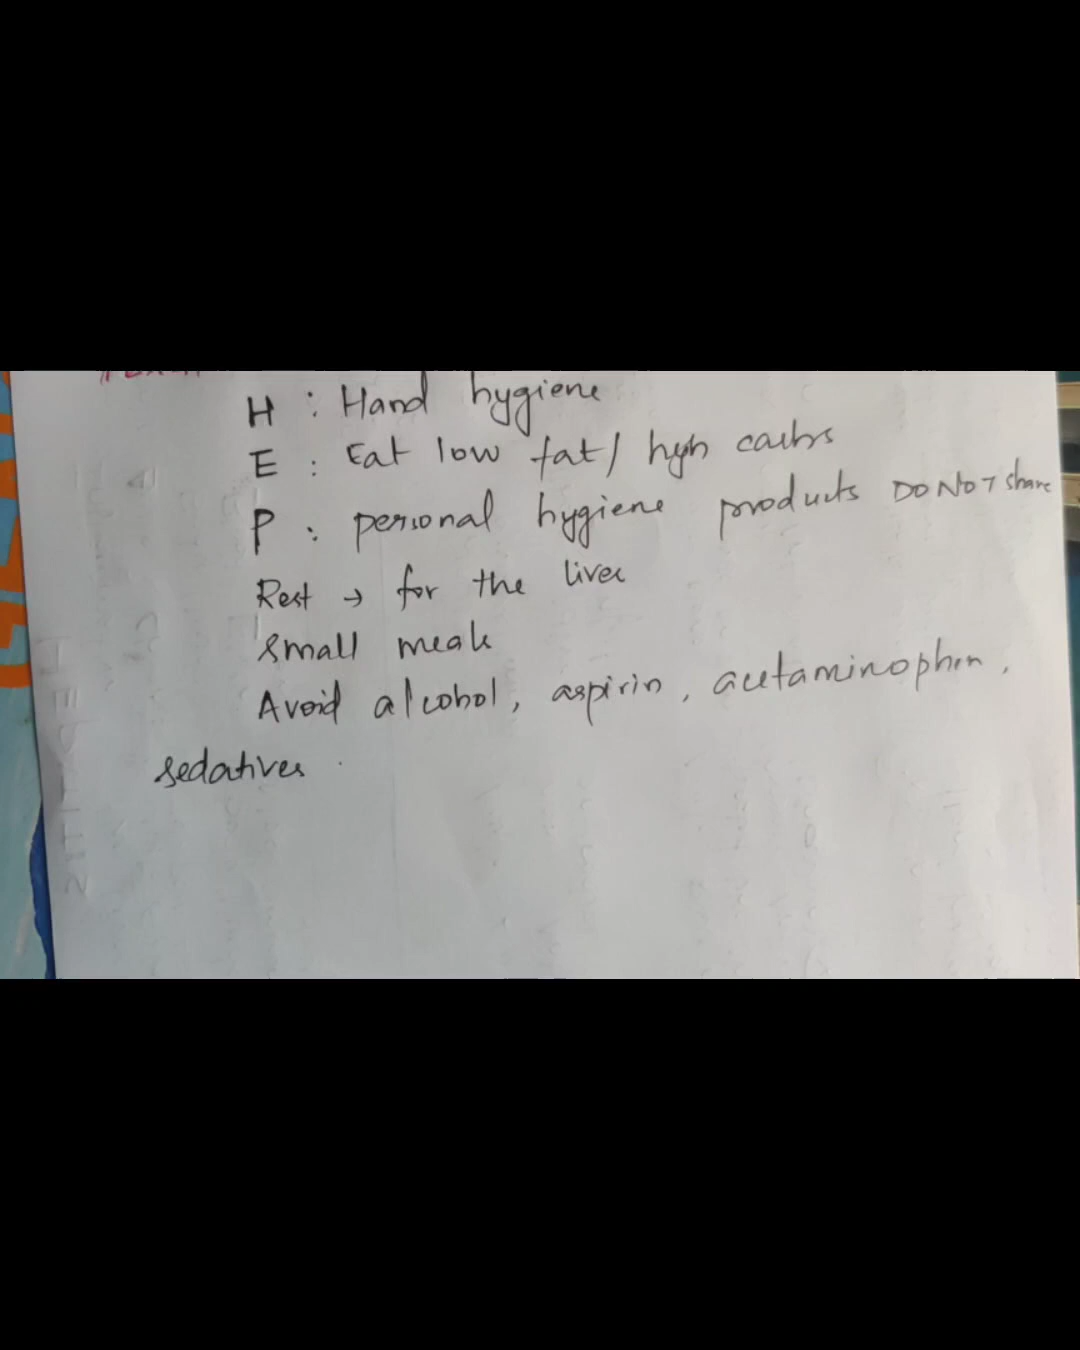 H : Hand hygiene
E : Eat low fat / high carbs
P : personal hygiene products DO NOT share
Rest → for the liver
Small meals
Avoid alcohol, aspirin, acetaminophen,
sedatives.